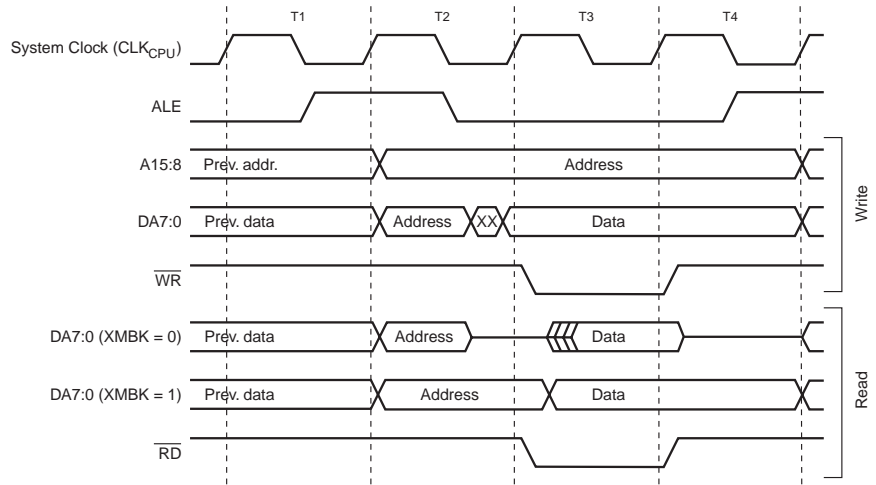 T1 T2 T3 T4
System Clock (CLKCPU)
ALE
A15:8 Prev. addr. Address
DA7:0 Prev. data Address XX Data
WR
Write
DA7:0 (XMBK = 0) Prev. data Address Data
DA7:0 (XMBK = 1) Prev. data Address Data
RD
Read